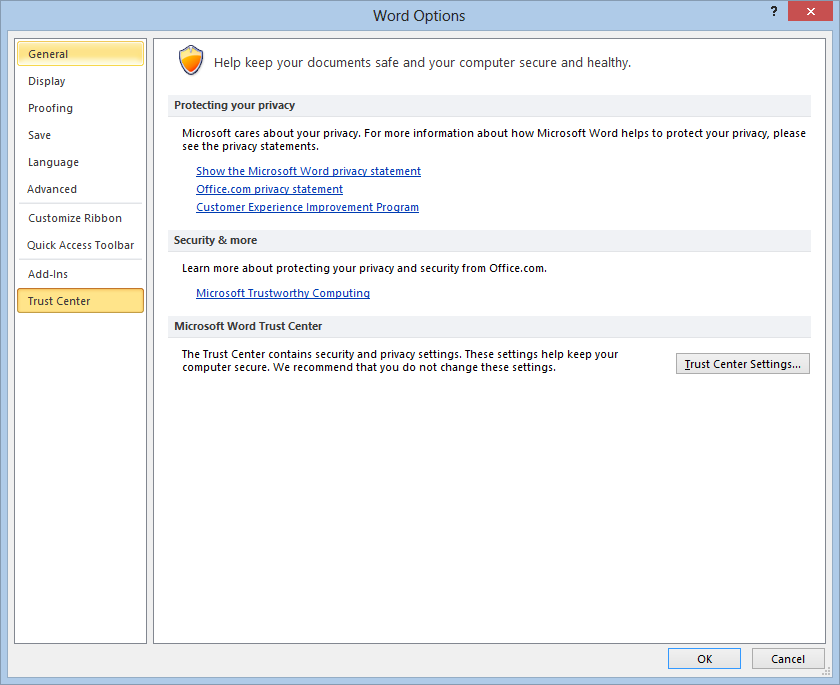 Word Options
?
General
Display
Proofing
Save
Language
Advanced
Customize Ribbon
Quick Access Toolbar
Add-Ins
Trust Center
Help keep your documents safe and your computer secure and healthy.
Protecting your privacy
Microsoft cares about your privacy. For more information about how Microsoft Word helps to protect your privacy, please
see the privacy statements.
Show the Microsoft Word privacy statement
Office.com privacy statement
Customer Experience Improvement Program
Security & more
Learn more about protecting your privacy and security from Office.com.
Microsoft Trustworthy Computing
Microsoft Word Trust Center
The Trust Center contains security and privacy settings. These settings help keep your
computer secure. We recommend that you do not change these settings.
Trust Center Settings...
OK
Cancel